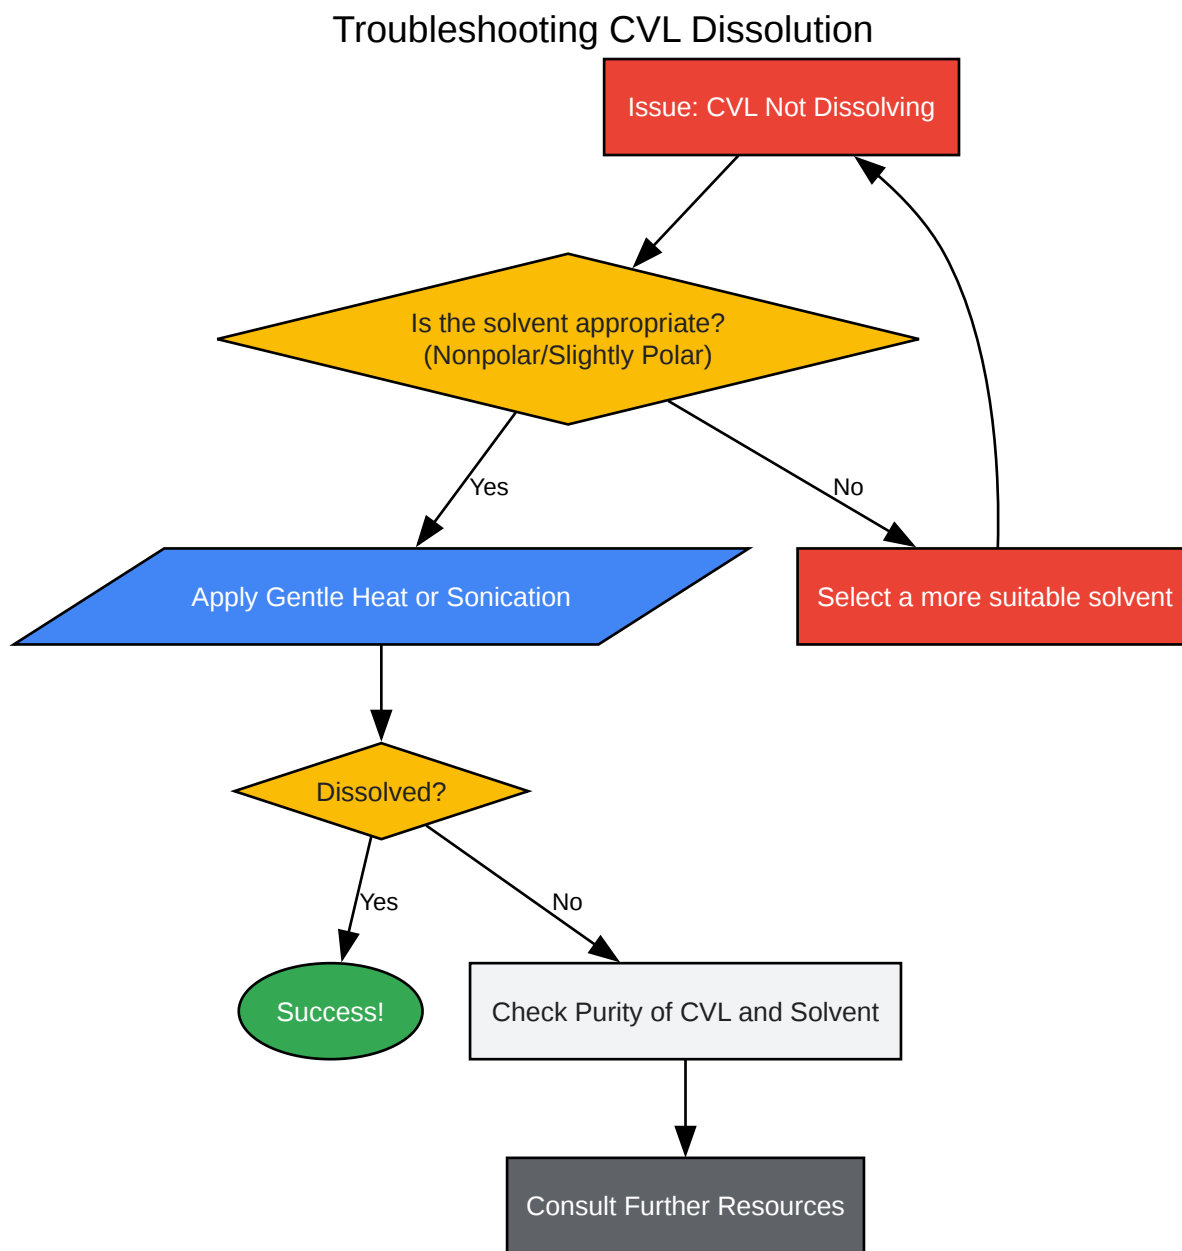 Troubleshooting CVL Dissolution
Issue: CVL Not Dissolving
Is the solvent appropriate?
(Nonpolar/Slightly Polar)
Yes
No
Apply Gentle Heat or Sonication
Select a more suitable solvent
Dissolved?
Yes
No
Success!
Check Purity of CVL and Solvent
Consult Further Resources